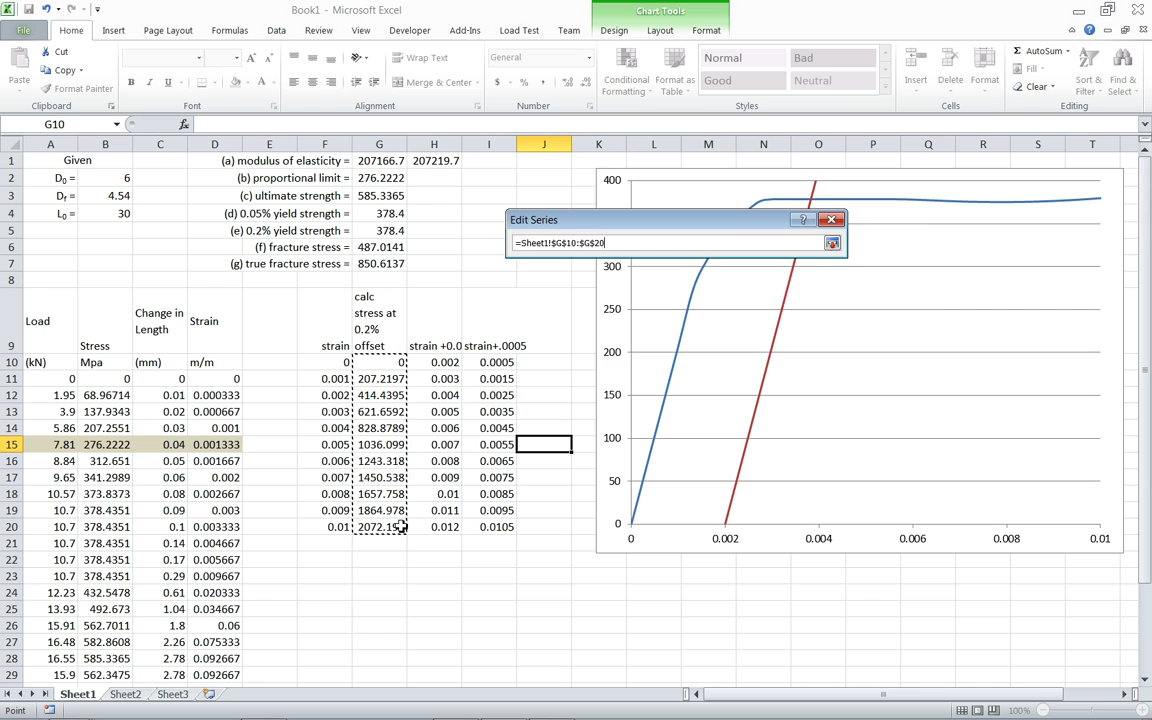 Book1 - Microsoft Excel
Chart Tools
File Home Insert Page Layout Formulas Data Review View Developer Add-Ins Load Test Team Design Layout Format
Paste Cut Copy Format Painter
Wrap Text Merge & Center
General
$ % ,
Conditional Formatting Format as Table
Normal Bad Good Neutral
Insert Delete Format
Σ AutoSum Fill Clear
Sort & Filter Find & Select
Clipboard Font Alignment Number Styles Cells Editing
G10 fx
A B C D E F G H I J K L M N O P Q R S T
1 Given (a) modulus of elasticity = 207166.7 207219.7
2 D0 = 6 (b) proportional limit = 276.2222
3 Df = 4.54 (c) ultimate strength = 585.3365
4 L0 = 30 (d) 0.05% yield strength = 378.4
5 (e) 0.2% yield strength = 378.4
6 (f) fracture stress = 487.0141
7 (g) true fracture stress = 850.6137
8
calc
stress at
0.2%
offset
Change in
Length
9 Load Stress Strain strain strain +0.0 strain+.0005
10 (kN) Mpa (mm) m/m 0 0 0.002 0.0005
11 0 0 0 0 0.001 207.2197 0.003 0.0015
12 1.95 68.96714 0.01 0.000333 0.002 414.4395 0.004 0.0025
13 3.9 137.9343 0.02 0.000667 0.003 621.6592 0.005 0.0035
14 5.86 207.2551 0.03 0.001 0.004 828.8789 0.006 0.0045
15 7.81 276.2222 0.04 0.001333 0.005 1036.099 0.007 0.0055
16 8.84 312.651 0.05 0.001667 0.006 1243.318 0.008 0.0065
17 9.65 341.2989 0.06 0.002 0.007 1450.538 0.009 0.0075
18 10.57 373.8373 0.08 0.002667 0.008 1657.758 0.01 0.0085
19 10.7 378.4351 0.09 0.003 0.009 1864.978 0.011 0.0095
20 10.7 378.4351 0.1 0.003333 0.01 0.012 0.0105
21 10.7 378.4351 0.14 0.004667
22 10.7 378.4351 0.17 0.005667
23 10.7 378.4351 0.29 0.009667
24 12.23 432.5478 0.61 0.020333
25 13.93 492.673 1.04 0.034667
26 15.91 562.7011 1.8 0.06
27 16.48 582.8608 2.26 0.075333
28 16.55 585.3365 2.78 0.092667
29 15.9 562.3475 2.78 0.092667
Edit Series
=Sheet1!$G$10:$G$20
400
300
250
200
150
100
50
0
0 0.002 0.004 0.006 0.008 0.01
Sheet1 Sheet2 Sheet3
Point 100%